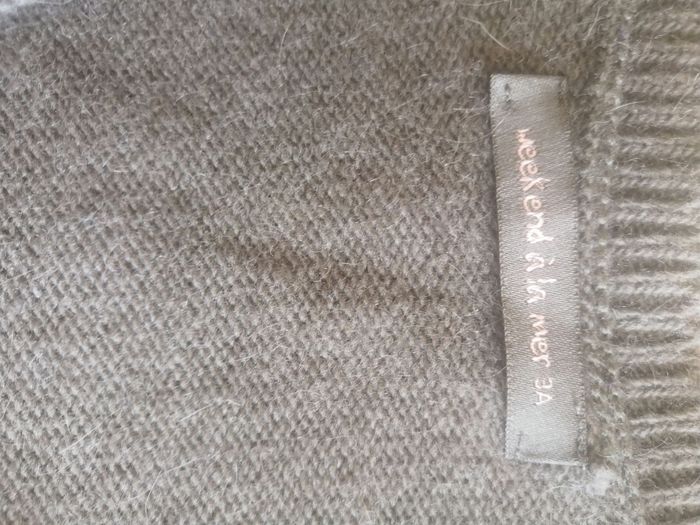 weekend à la mer 3A